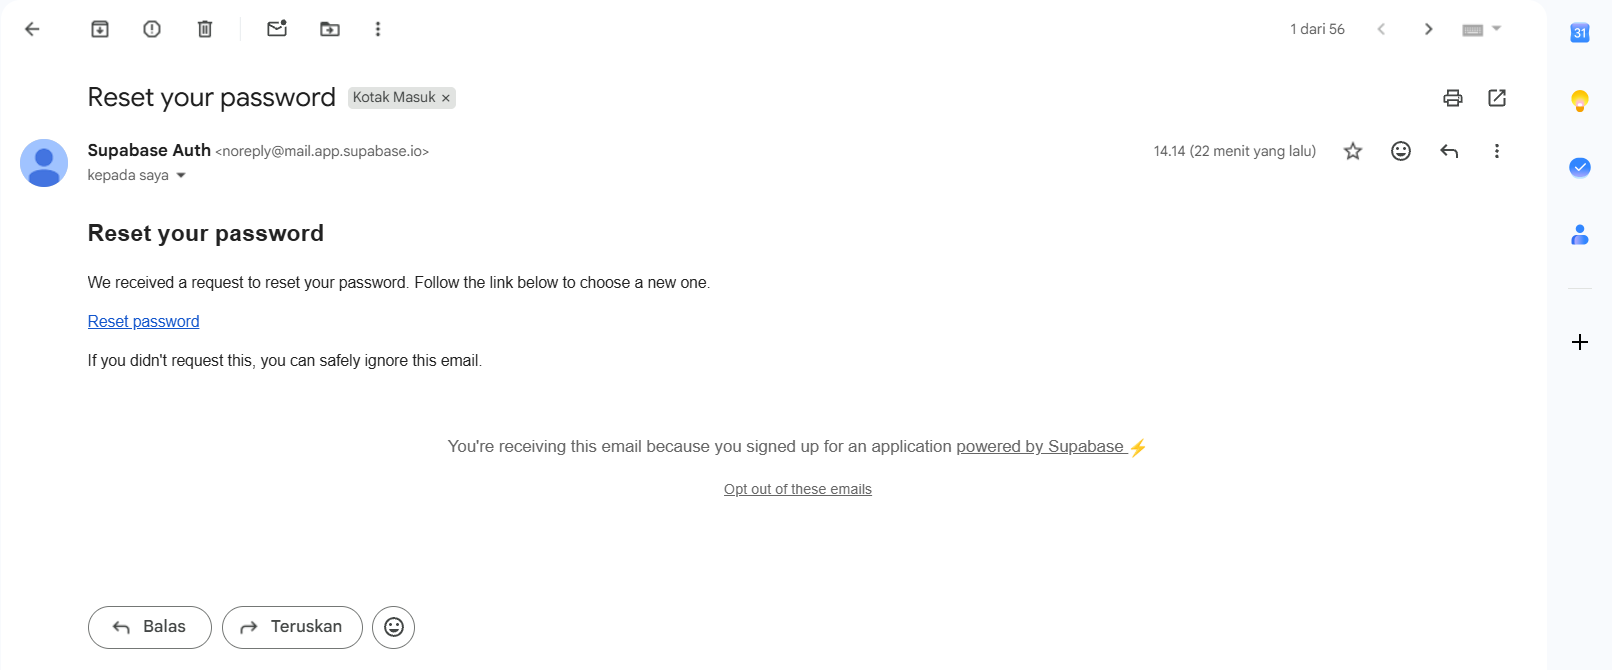 1 dari 56
31
Reset your password
Kotak Masuk ×
Supabase Auth <noreply@mail.app.supabase.io>
14.14 (22 menit yang lalu)
kepada saya
Reset your password
We received a request to reset your password. Follow the link below to choose a new one.
Reset password
If you didn't request this, you can safely ignore this email.
You're receiving this email because you signed up for an application powered by Supabase ⚡
Opt out of these emails
Balas
Teruskan